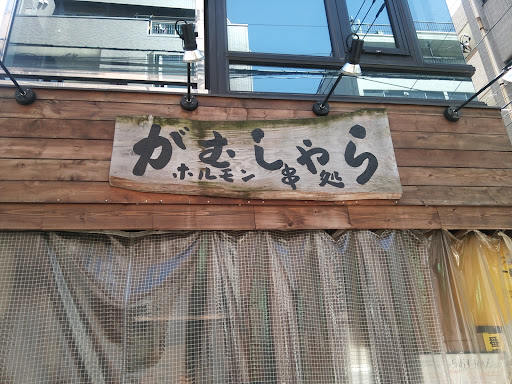 がむしゃら
ホルモン 串 処